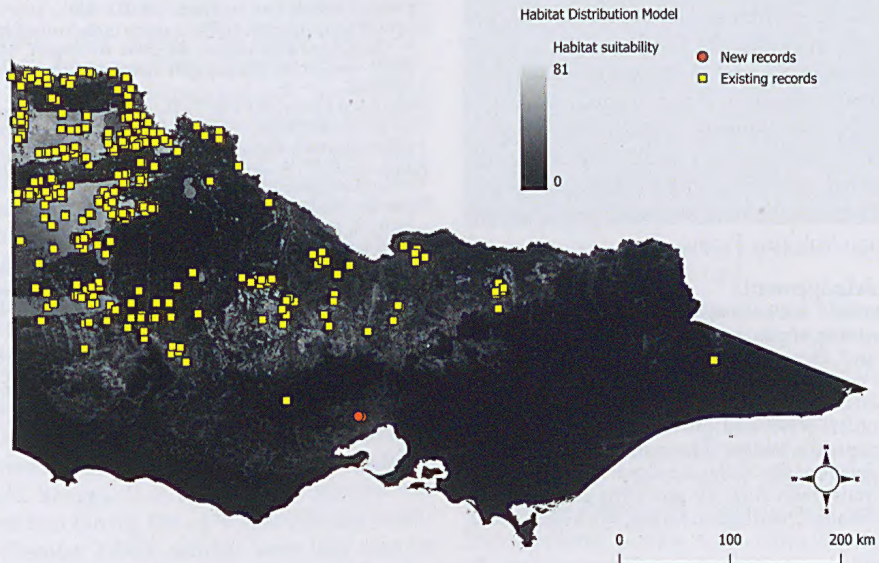 Habitat Distribution Model
Habitat suitability
81
0
New records
Existing records
N
W E
S
0 100 200 km